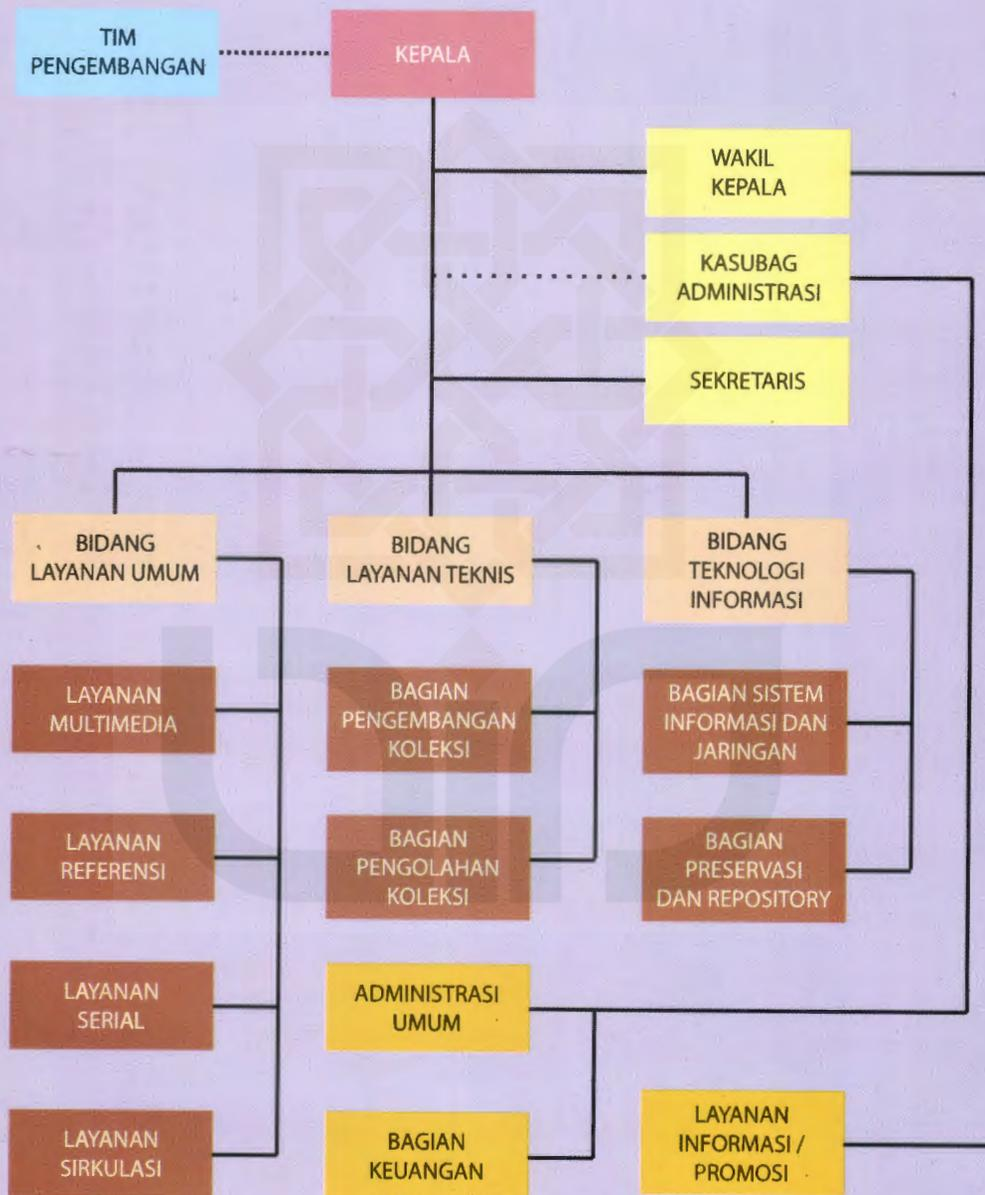 TIM
PENGEMBANGAN
KEPALA
WAKIL
KEPALA
KASUBAG
ADMINISTRASI
SEKRETARIS
BIDANG
LAYANAN UMUM
BIDANG
LAYANAN TEKNIS
BIDANG
TEKNOLOGI
INFORMASI
LAYANAN
MULTIMEDIA
BAGIAN
PENGEMBANGAN
KOLEKSI
BAGIAN SISTEM
INFORMASI DAN
JARINGAN
LAYANAN
REFERENSI
BAGIAN
PENGOLAHAN
KOLEKSI
BAGIAN
PRESERVASI
DAN REPOSITORY
LAYANAN
SERIAL
ADMINISTRASI
UMUM
LAYANAN
SIRKULASI
BAGIAN
KEUANGAN
LAYANAN
INFORMASI /
PROMOSI